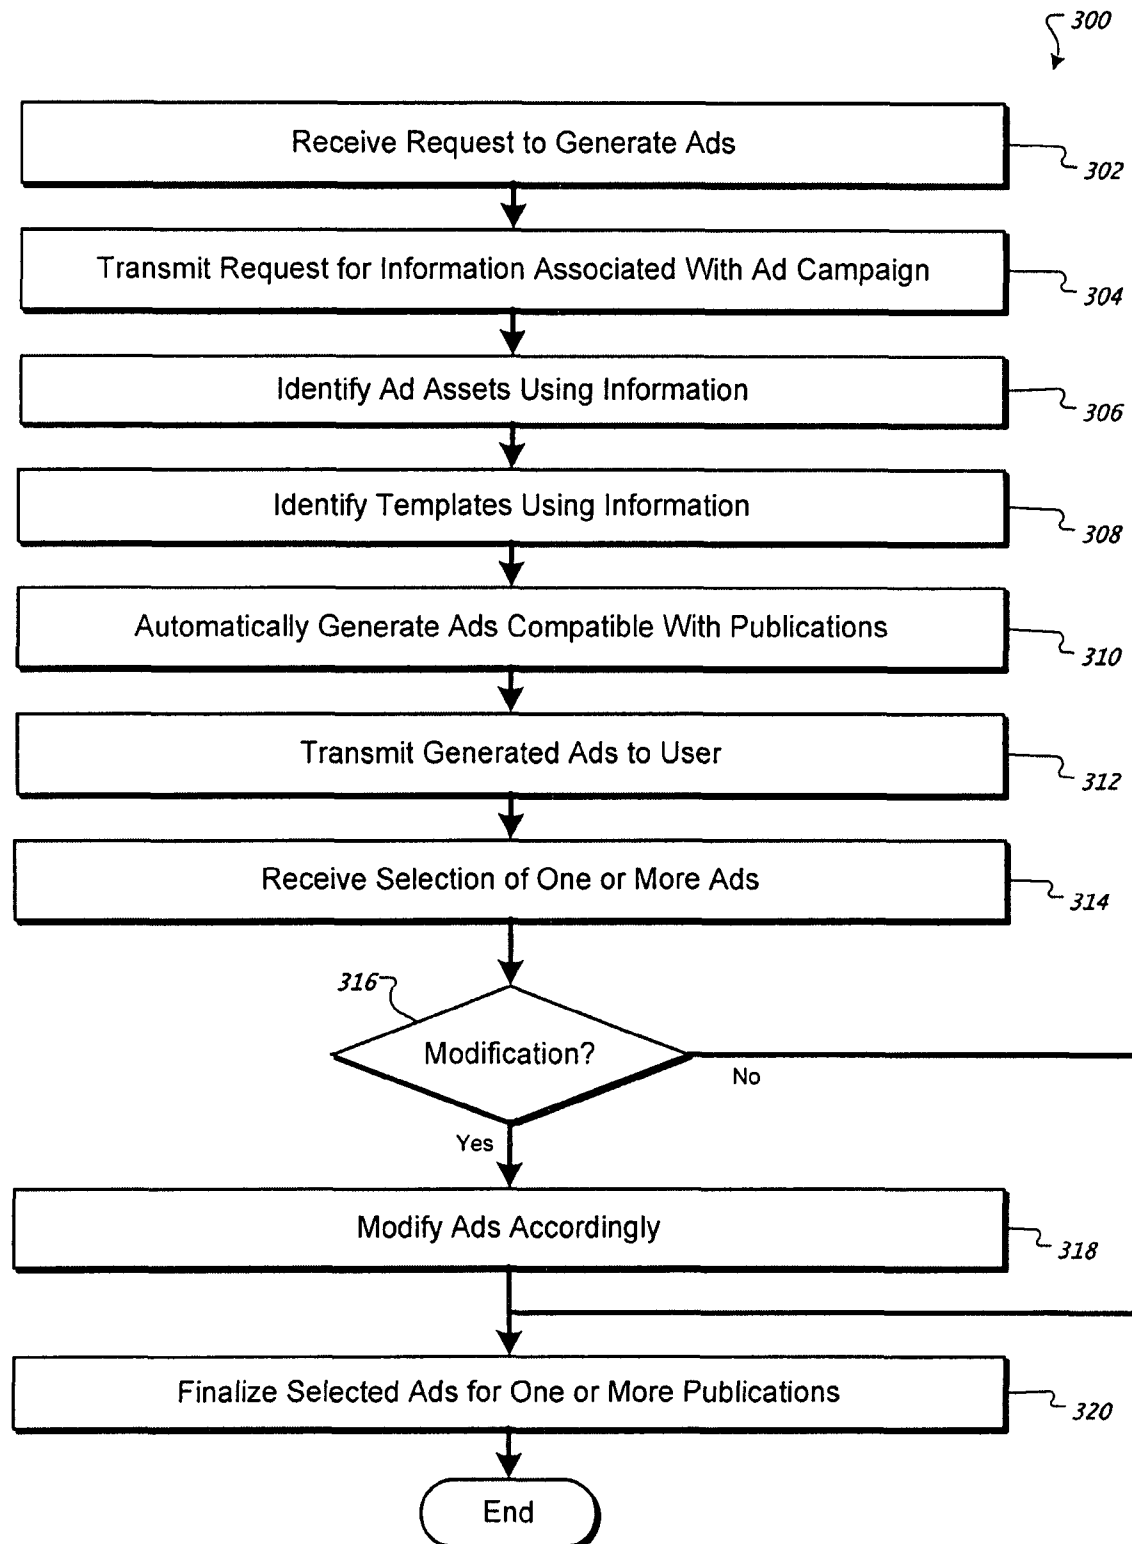 300
Receive Request to Generate Ads
302
Transmit Request for Information Associated With Ad Campaign
304
Identify Ad Assets Using Information
306
Identify Templates Using Information
308
Automatically Generate Ads Compatible With Publications
310
Transmit Generated Ads to User
312
Receive Selection of One or More Ads
314
316
Modification?
No
Yes
Modify Ads Accordingly
318
Finalize Selected Ads for One or More Publications
320
End